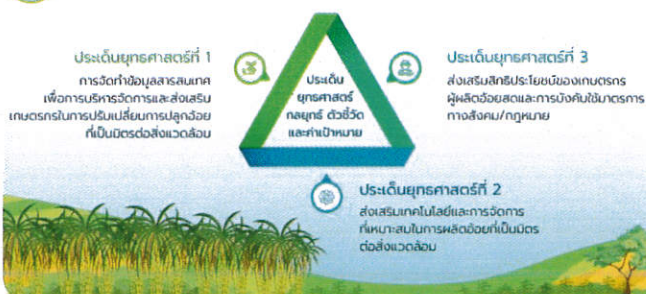 ประเด็นยุทธศาสตร์ที่ 1
การจัดทำข้อมูลสารสนเทศ
เพื่อการบริหารจัดการและส่งเสริม
เกษตรกรในการปรับเปลี่ยนการปลูกอ้อย
ที่เป็นมิตรต่อสิ่งแวดล้อม
ประเด็น
ยุทธศาสตร์
กลยุทธ์ ตัวชี้วัด
และค่าเป้าหมาย
ประเด็นยุทธศาสตร์ที่ 3
ส่งเสริมสิทธิประโยชน์ของเกษตรกร
ผู้ผลิตอ้อยสดและการบังคับใช้มาตรการ
ทางสังคม/กฎหมาย
ประเด็นยุทธศาสตร์ที่ 2
ส่งเสริมเทคโนโลยีและการจัดการ
ที่เหมาะสมในการผลิตอ้อยที่เป็นมิตร
ต่อสิ่งแวดล้อม